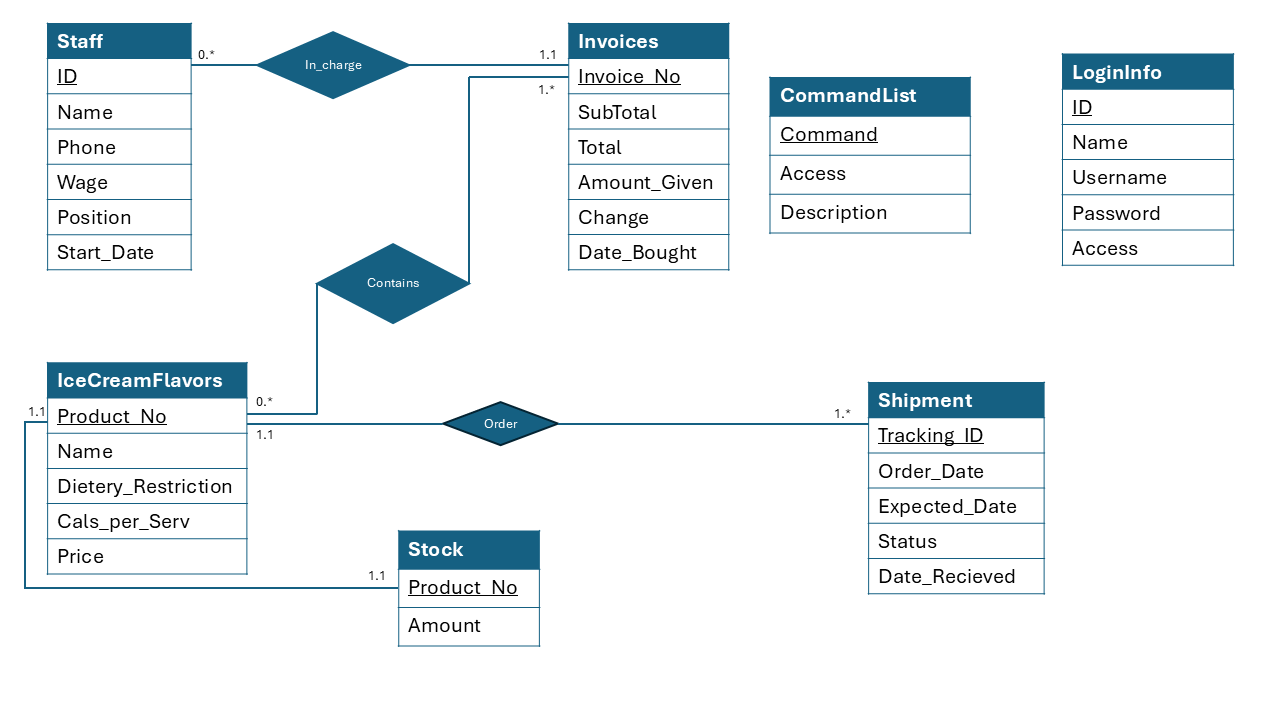 Staff
ID
Name
Phone
Wage
Position
Start_Date
0.*
In_charge
1.1
1.*
Invoices
Invoice_No
SubTotal
Total
Amount_Given
Change
Date_Bought
CommandList
Command
Access
Description
LoginInfo
ID
Name
Username
Password
Access
Contains
IceCreamFlavors
Product_No
Name
Dietery_Restriction
Cals_per_Serv
Price
1.1
0.*
1.1
Order
1.*
Shipment
Tracking_ID
Order_Date
Expected_Date
Status
Date_Recieved
1.1
Stock
Product_No
Amount